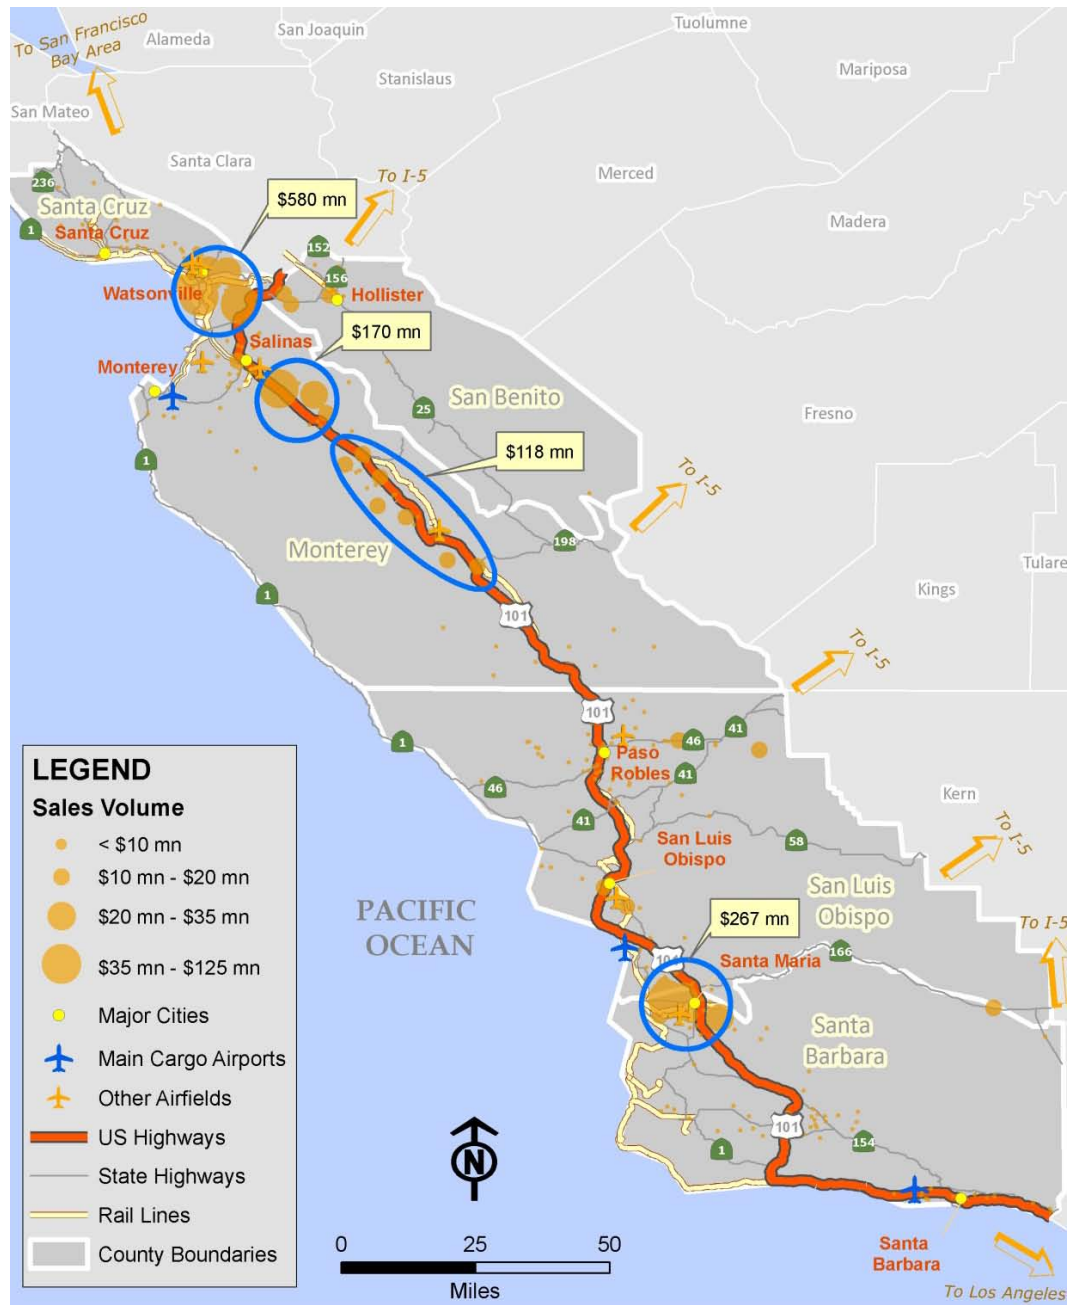 To San Francisco
Bay Area
Alameda
San Joaquin
Tuolumne
Stanislaus
Mariposa
San Mateo
Santa Clara
Merced
Madera
To I-5
236
Santa Cruz
1
Santa Cruz
$580 mn
152
156
Watsonville
Hollister
$170 mn
Salinas
Monterey
San Benito
25
Fresno
$118 mn
1
To I-5
Monterey
198
Tulare
Kings
1
101
To I-5
101
1
41
46
Paso
Robles
41
46
41
Kern
58
San Luis
Obispo
To I-5
San Luis
Obispo
PACIFIC
OCEAN
$267 mn
To I-5
101
Santa Maria
166
Santa
Barbara
101
154
1
Santa
Barbara
To Los Angeles
LEGEND
Sales Volume
< $10 mn
$10 mn - $20 mn
$20 mn - $35 mn
$35 mn - $125 mn
Major Cities
Main Cargo Airports
Other Airfields
US Highways
State Highways
Rail Lines
County Boundaries
N
0 25 50
Miles